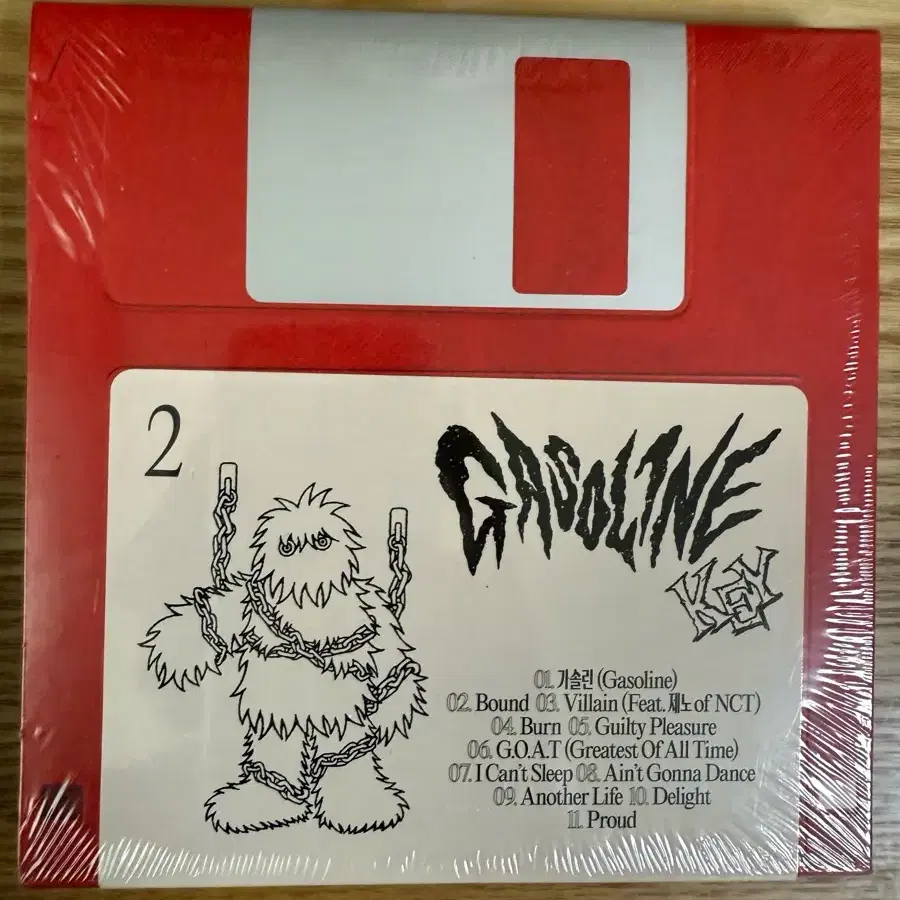 2
GASOLINE
KEY
01. 가솔린 (Gasoline)
02. Bound 03. Villain (Feat. 제노 of NCT)
04. Burn 05. Guilty Pleasure
06. G.O.A.T (Greatest Of All Time)
07. I Can't Sleep 08. Ain't Gonna Dance
09. Another Life 10. Delight
11. Proud